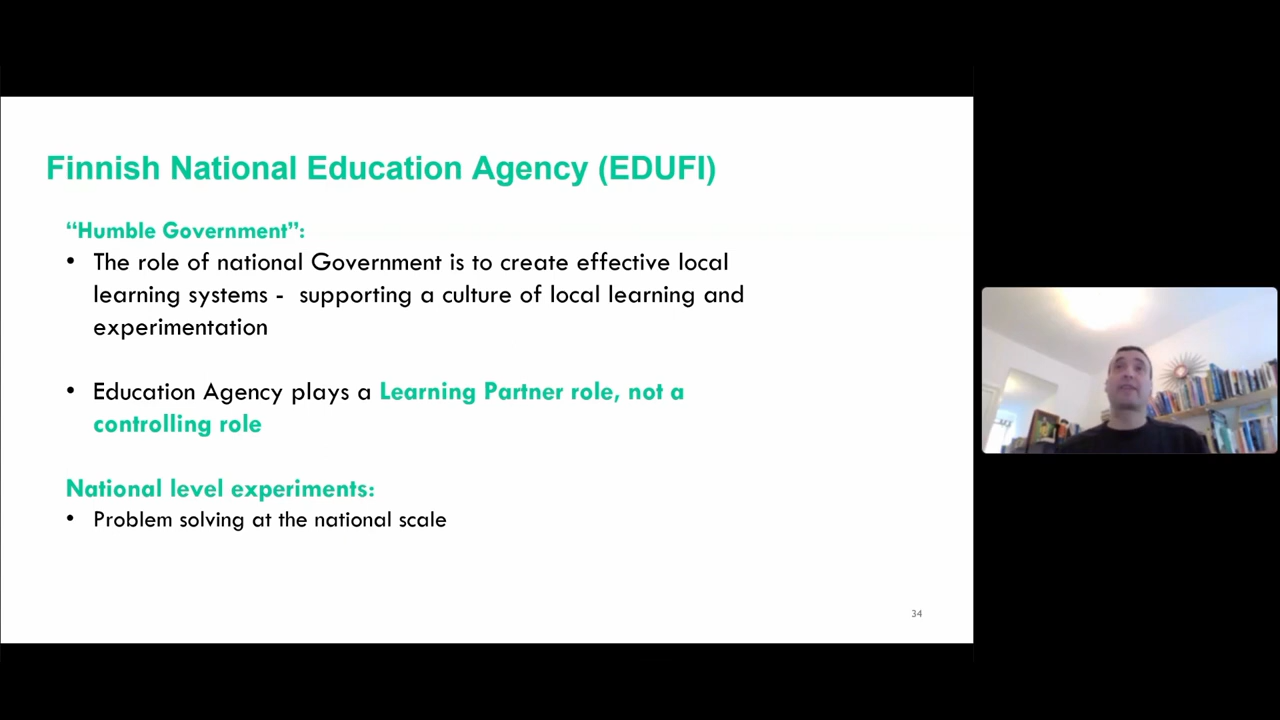 Finnish National Education Agency (EDUFI)
“Humble Government”:
• The role of national Government is to create effective local
learning systems -  supporting a culture of local learning and
experimentation
• Education Agency plays a Learning Partner role, not a
controlling role
National level experiments:
• Problem solving at the national scale
34